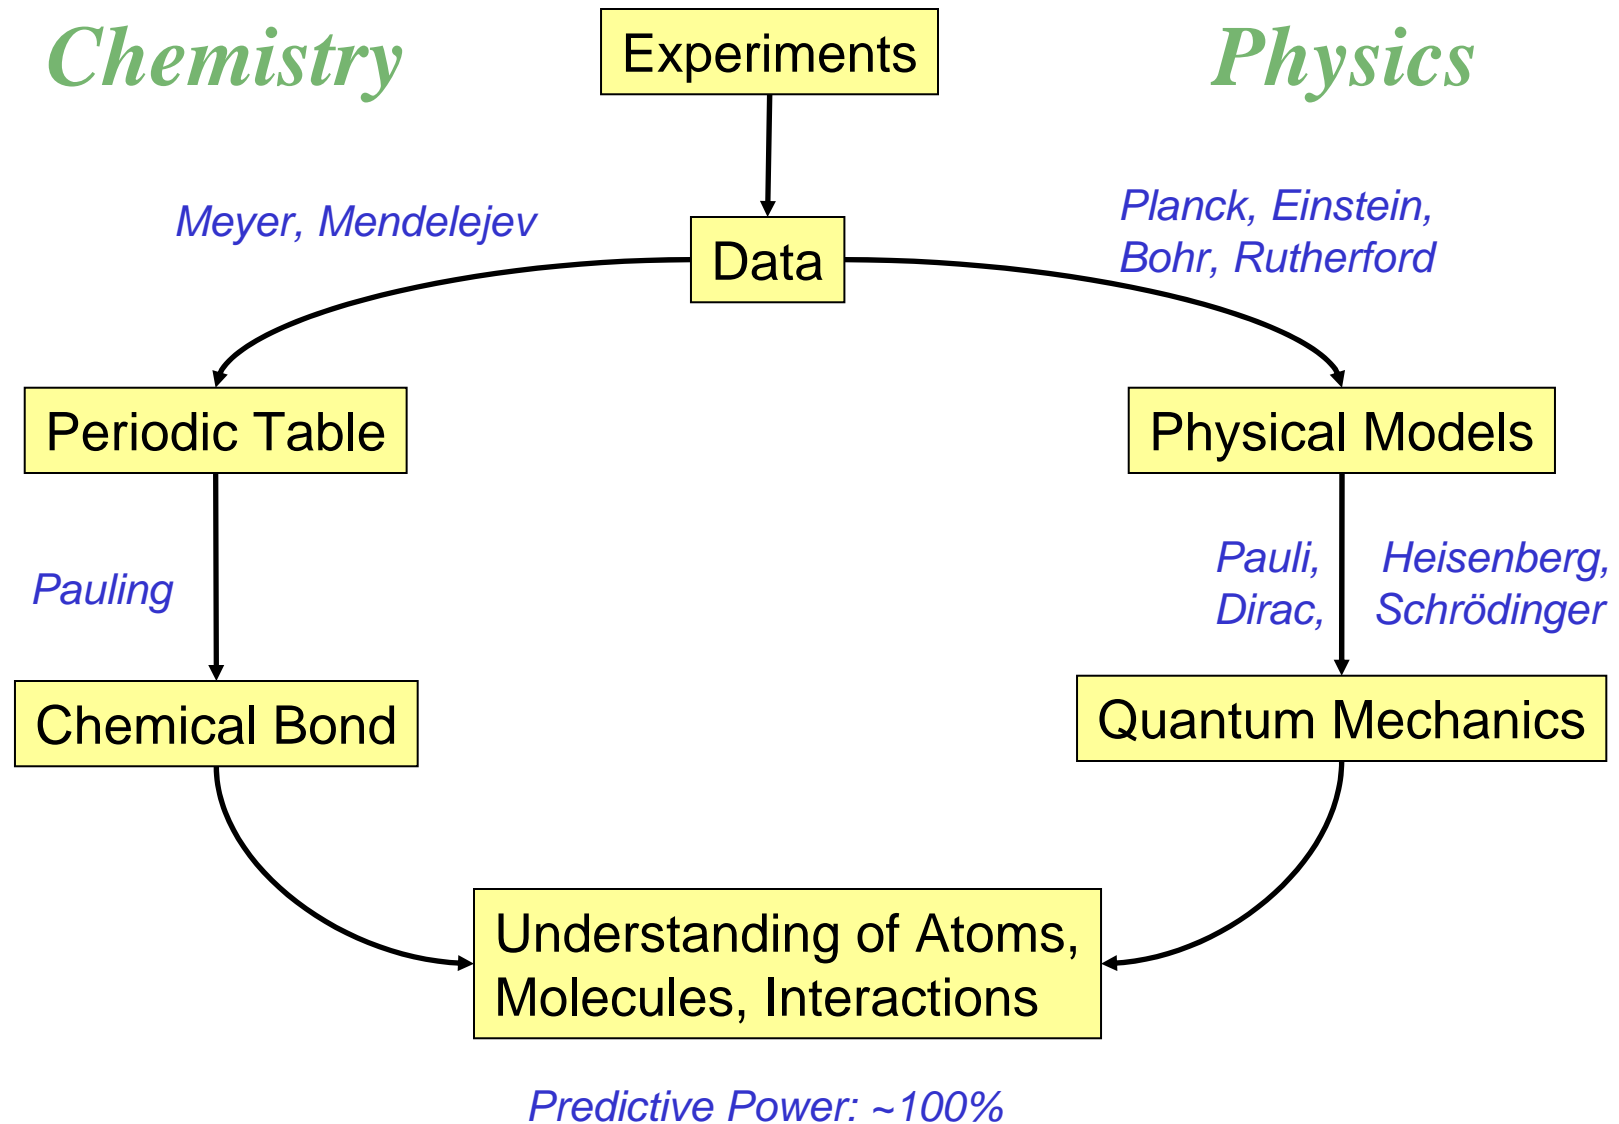 Chemistry
Experiments
Physics
Meyer, Mendelejev
Planck, Einstein,
Bohr, Rutherford
Data
Periodic Table
Physical Models
Pauling
Pauli, Heisenberg,
Dirac, Schrödinger
Chemical Bond
Quantum Mechanics
Understanding of Atoms,
Molecules, Interactions
Predictive Power: ~100%